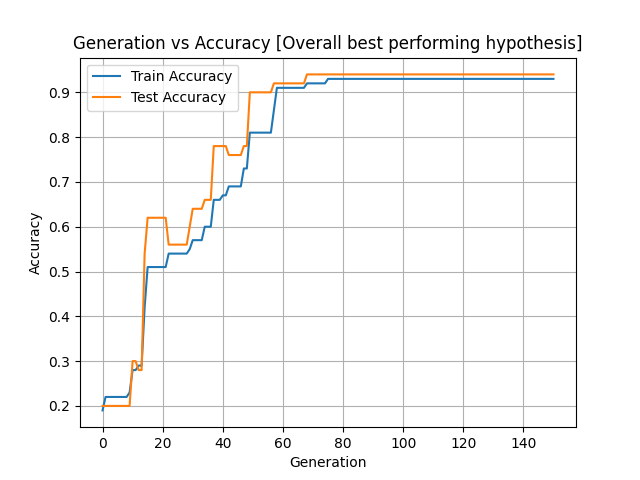 Generation vs Accuracy [Overall best performing hypothesis]
Train Accuracy
Test Accuracy
0.9
0.8
0.7
0.6
0.5
0.4
0.3
0.2
Accuracy
0 20 40 60 80 100 120 140
Generation